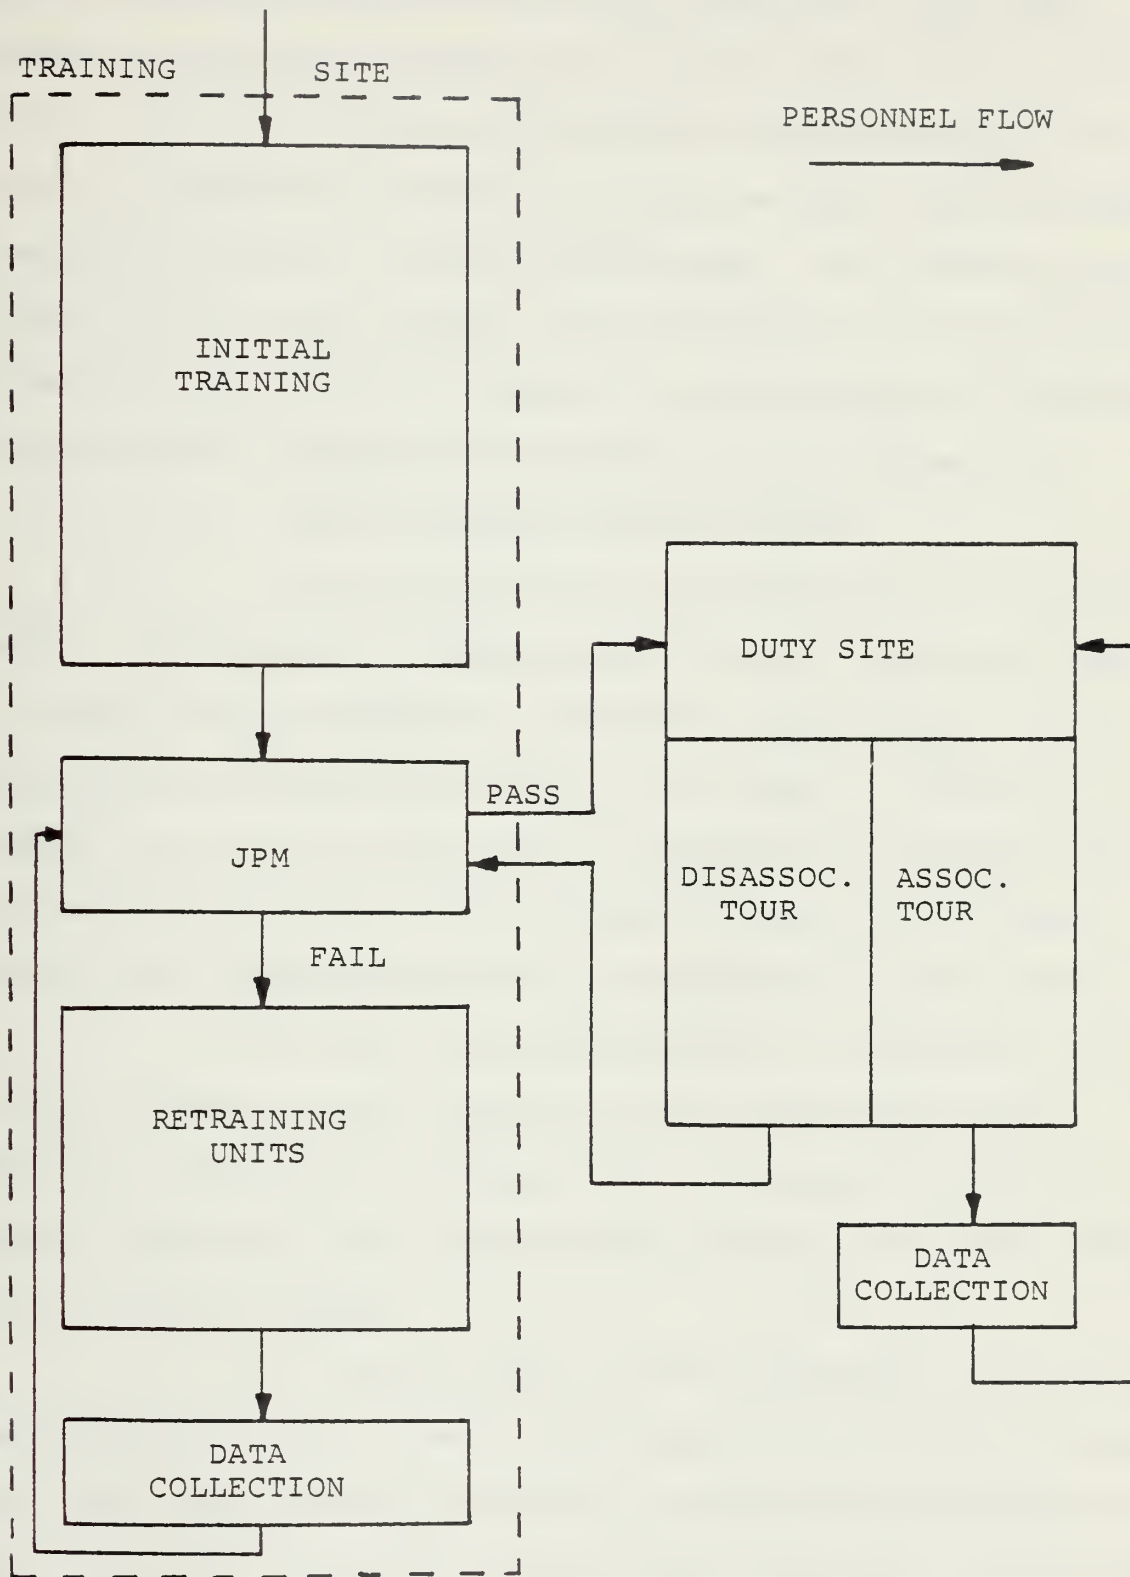 TRAINING SITE
PERSONNEL FLOW
INITIAL
TRAINING
DUTY SITE
PASS
JPM
DISASSOC.
TOUR
ASSOC.
TOUR
FAIL
RETRAINING
UNITS
DATA
COLLECTION
DATA
COLLECTION